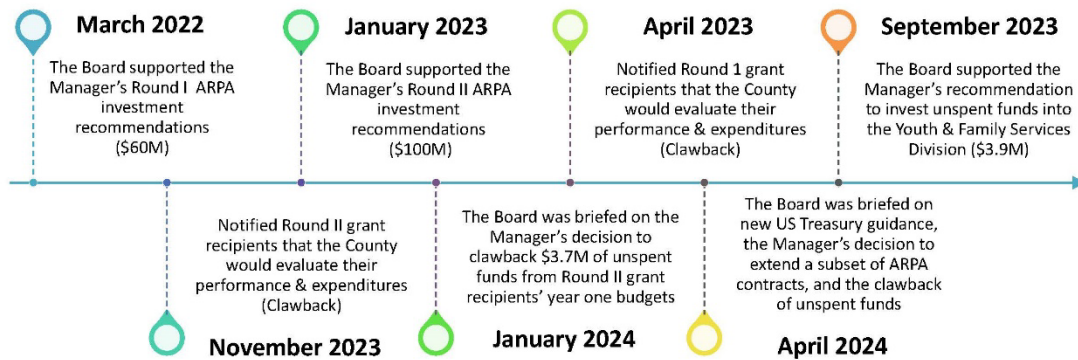 March 2022
The Board supported the
Manager's Round I ARPA
investment
recommendations
($60M)
January 2023
The Board supported the
Manager's Round II ARPA
investment
recommendations
($100M)
April 2023
Notified Round 1 grant
recipients that the County
would evaluate their
performance & expenditures
(Clawback)
September 2023
The Board supported the
Manager's recommendation
to invest unspent funds into
the Youth & Family Services
Division ($3.9M)
Notified Round II grant
recipients that the County
would evaluate their
performance & expenditures
(Clawback)
November 2023
The Board was briefed on the
Manager's decision to
clawback $3.7M of unspent
funds from Round II grant
recipients' year one budgets
January 2024
The Board was briefed on
new US Treasury guidance,
the Manager's decision to
extend a subset of ARPA
contracts, and the clawback
of unspent funds
April 2024